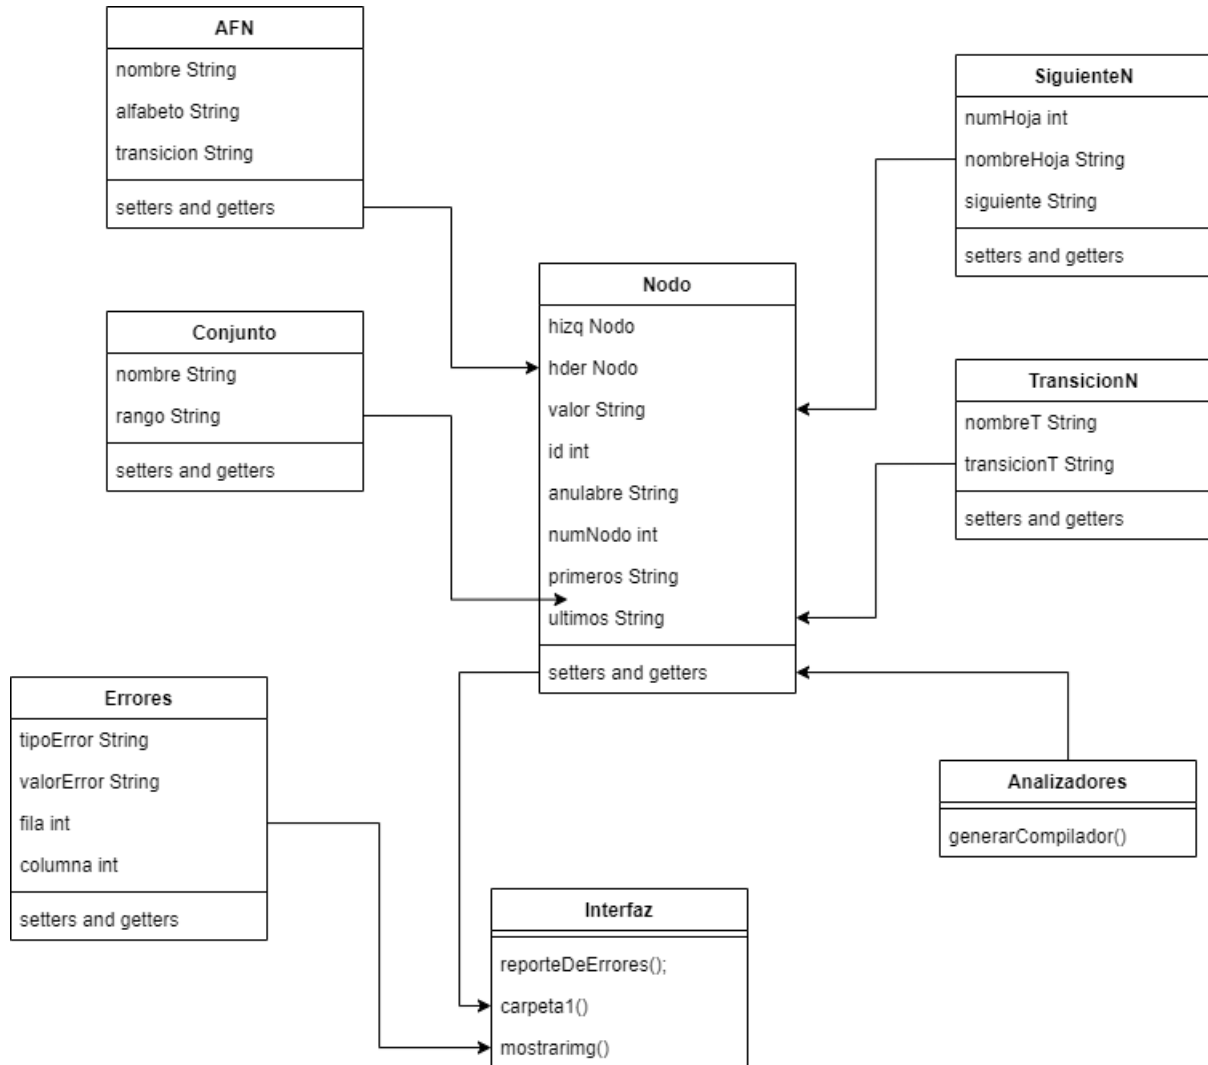 AFN
nombre String
alfabeto String
transicion String
setters and getters
SiguienteN
numHoja int
nombreHoja String
siguiente String
setters and getters
Conjunto
nombre String
rango String
setters and getters
Nodo
hizq Nodo
hder Nodo
valor String
id int
anulabre String
numNodo int
primeros String
ultimos String
setters and getters
TransicionN
nombreT String
transicionT String
setters and getters
Errores
tipoError String
valorError String
fila int
columna int
setters and getters
Analizadores
generarCompilador()
Interfaz
reporteDeErrores();
carpeta1()
mostrarimg()